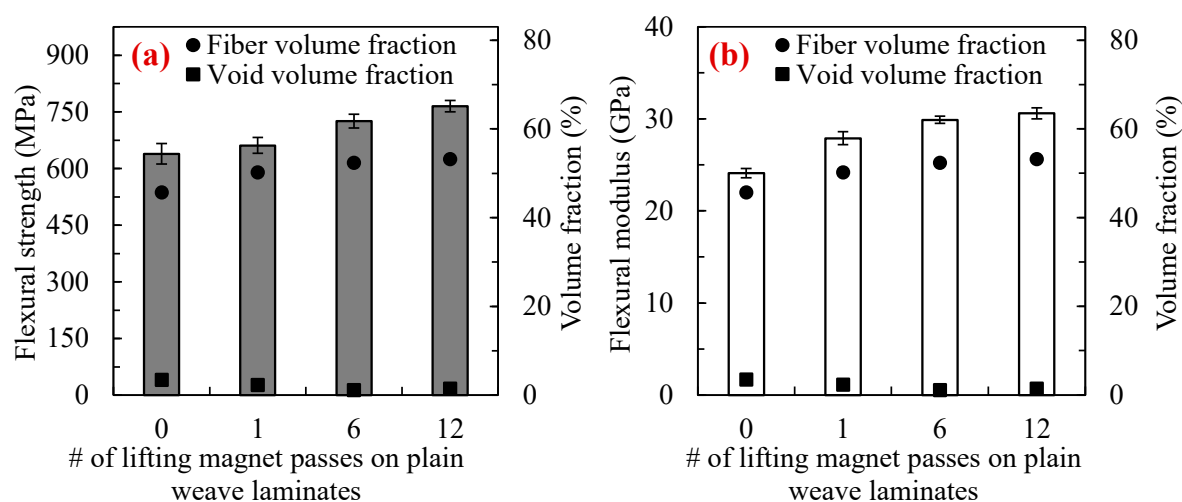 (a)
Fiber volume fraction
Void volume fraction
Flexural strength (MPa)
900
750
600
450
300
150
0
80
60
40
20
0
Volume fraction (%)
0 1 6 12
# of lifting magnet passes on plain
weave laminates
(b)
Fiber volume fraction
Void volume fraction
Flexural modulus (GPa)
40
30
20
10
0
80
60
40
20
0
Volume fraction (%)
0 1 6 12
# of lifting magnet passes on plain
weave laminates